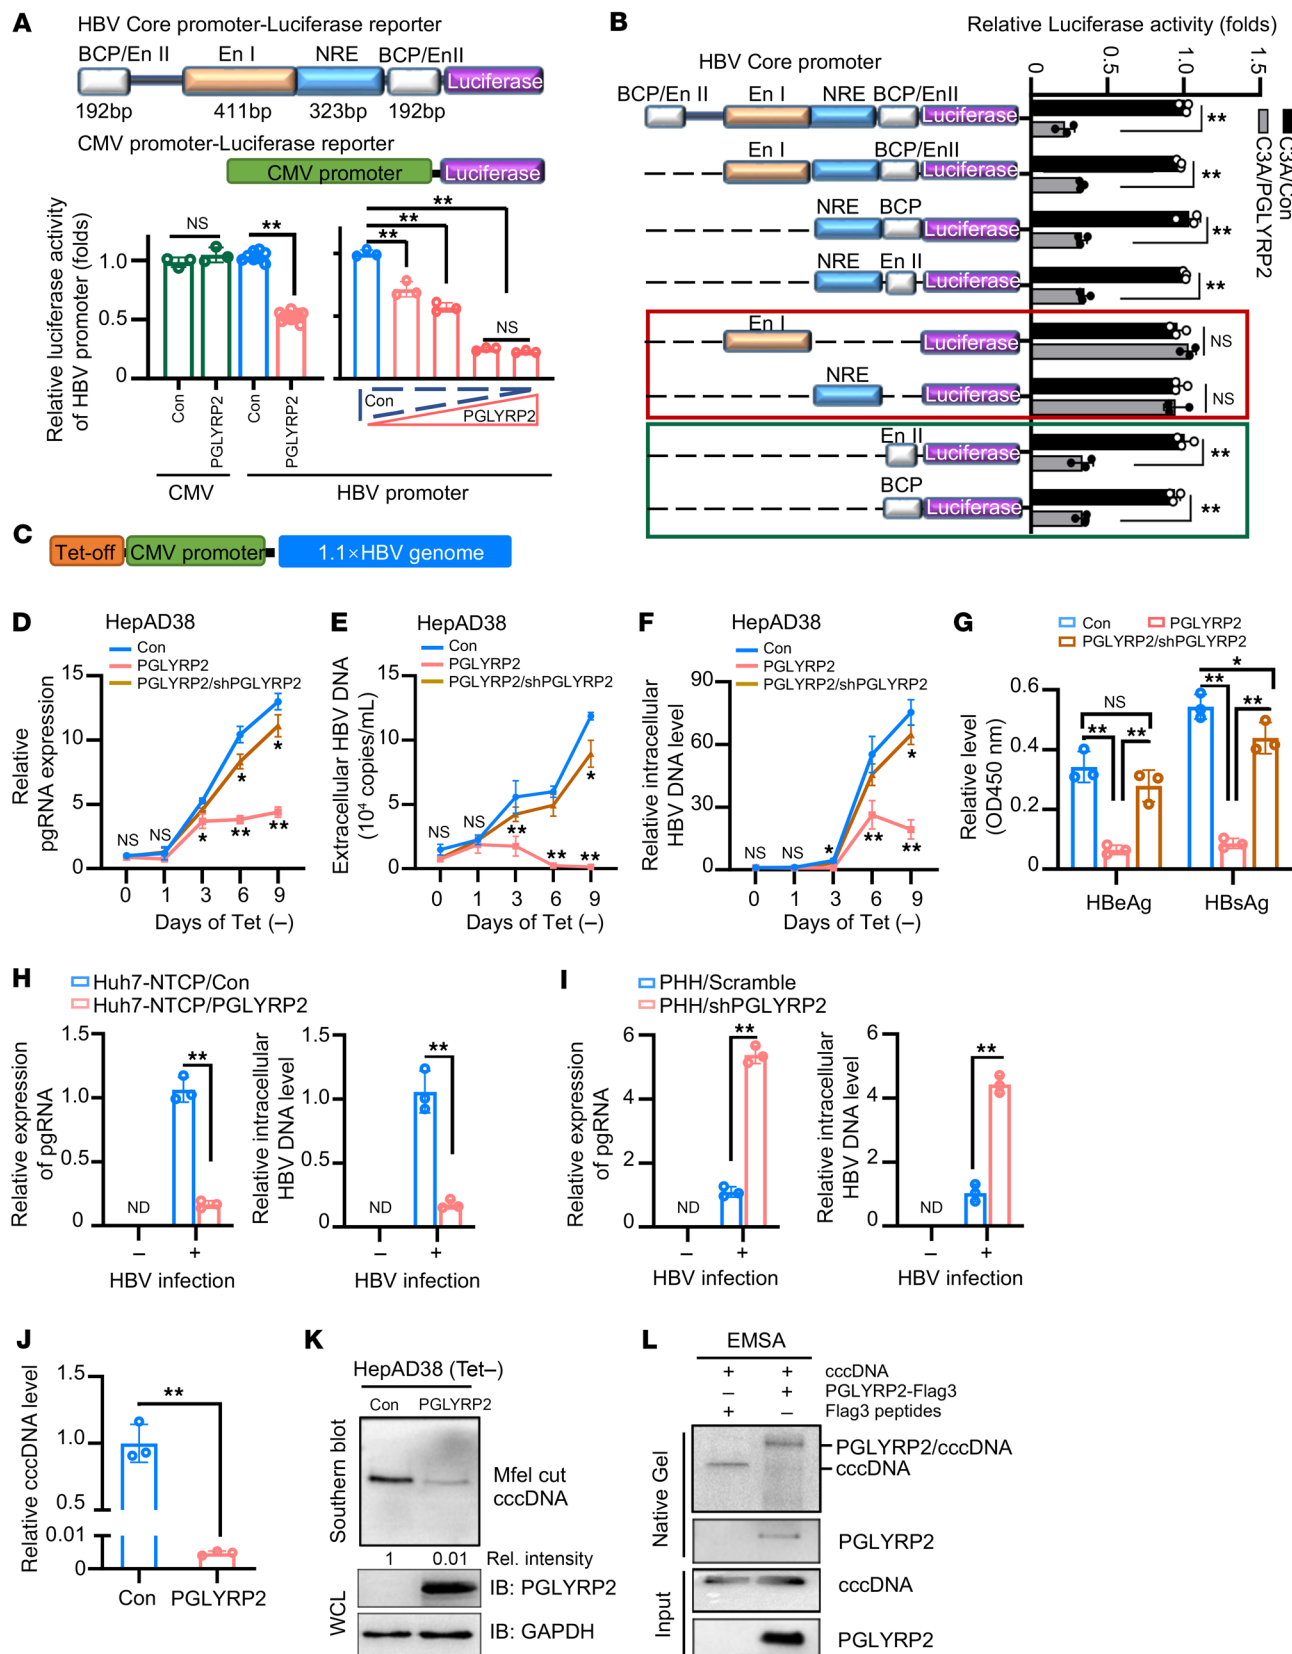 A
HBV Core promoter-Luciferase reporter
BCP/En II En I NRE BCP/EnII
Luciferase
192bp 411bp 323bp 192bp
CMV promoter-Luciferase reporter
CMV promoter Luciferase
Relative luciferase activity
of HBV promoter (folds)
1.0
0.5
0
NS
**
**
**
**
NS
Con
PGLYRP2
Con
PGLYRP2
Con
PGLYRP2
CMV
HBV promoter
B
Relative Luciferase activity (folds)
HBV Core promoter
0 0.5 1.0 1.5
C3A/Con
C3A/PGLYRP2
BCP/En II En I NRE BCP/EnII
Luciferase **
En I BCP/EnII
Luciferase **
NRE BCP
Luciferase **
NRE En II
Luciferase **
En I
Luciferase NS
NRE
Luciferase NS
En II
Luciferase **
BCP
Luciferase **
C
Tet-off CMV promoter 1.1×HBV genome
D
HepAD38
Con
PGLYRP2
PGLYRP2/shPGLYRP2
Relative
pgRNA expression
15
10
5
0
NS NS * ** **
* *
0 1 3 6 9
Days of Tet (–)
E
HepAD38
Con
PGLYRP2
PGLYRP2/shPGLYRP2
Extracellular HBV DNA
(10⁴ copies/mL)
15
10
5
0
NS NS ** ** **
*
0 1 3 6 9
Days of Tet (–)
F
HepAD38
Con
PGLYRP2
PGLYRP2/shPGLYRP2
Relative intracellular
HBV DNA level
90
60
30
0
NS NS * ** **
*
0 1 3 6 9
Days of Tet (–)
G
Con PGLYRP2
PGLYRP2/shPGLYRP2
Relative level
(OD450 nm)
0.6
0.4
0.2
0
NS
** **
*
** **
HBeAg HBsAg
H
Huh7-NTCP/Con
Huh7-NTCP/PGLYRP2
Relative expression
of pgRNA
1.5
1.0
0.5
0
**
ND
– +
HBV infection
Relative intracellular
HBV DNA level
1.5
1.0
0.5
0
**
ND
– +
HBV infection
I
PHH/Scramble
PHH/shPGLYRP2
Relative expression
of pgRNA
6
4
2
0
**
ND
– +
HBV infection
Relative intracellular
HBV DNA level
6
4
2
0
**
ND
– +
HBV infection
J
Relative cccDNA level
1.5
1.0
0.5
0.01
0
**
Con PGLYRP2
K
HepAD38 (Tet–)
Con PGLYRP2
Southern blot
MfeI cut
cccDNA
1 0.01 Rel. intensity
WCL
IB: PGLYRP2
IB: GAPDH
L
EMSA
+ + cccDNA
– + PGLYRP2-Flag3
+ – Flag3 peptides
Native Gel
PGLYRP2/cccDNA
cccDNA
PGLYRP2
Input
cccDNA
PGLYRP2